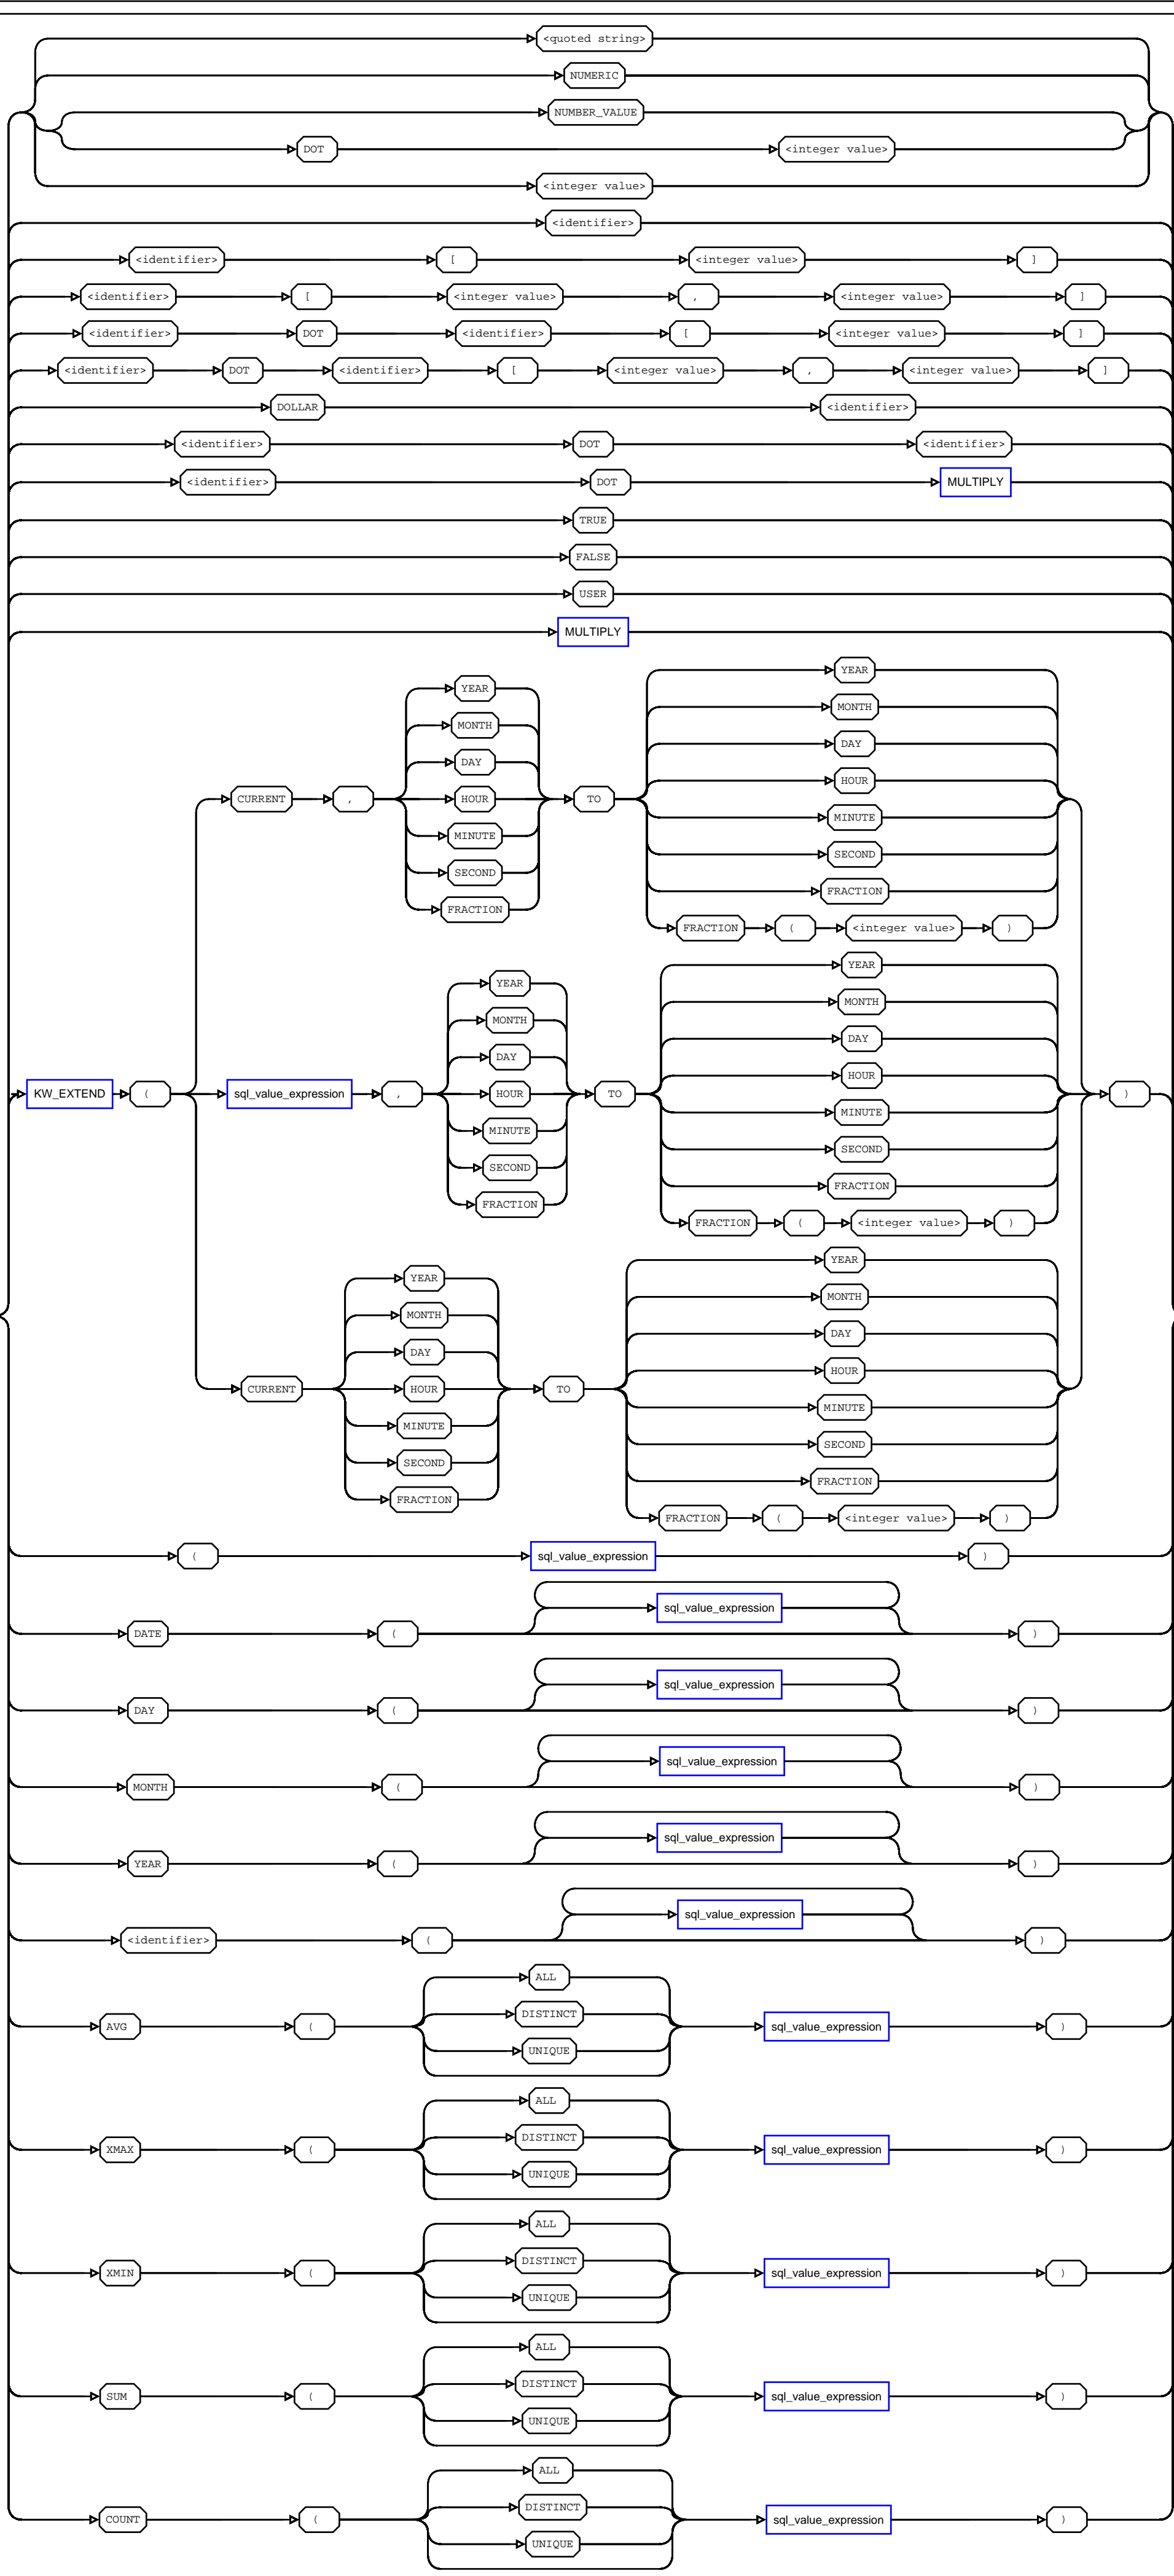 <quoted string>
NUMERIC
NUMBER_VALUE
DOT <integer value>
<integer value>
<identifier>
<identifier> [ <integer value> ]
<identifier> [ <integer value> , <integer value> ]
<identifier> DOT <identifier> [ <integer value> ]
<identifier> DOT <identifier> [ <integer value> , <integer value> ]
DOLLAR <identifier>
<identifier> DOT <identifier>
<identifier> DOT MULTIPLY
TRUE
FALSE
USER
MULTIPLY
YEAR
YEAR
MONTH
MONTH
DAY
DAY
HOUR
CURRENT , HOUR TO
MINUTE
MINUTE
SECOND
SECOND
FRACTION
FRACTION
FRACTION ( <integer value> )
YEAR
YEAR
MONTH
MONTH
DAY
DAY
HOUR
KW_EXTEND ( sql_value_expression , HOUR TO )
MINUTE
MINUTE
SECOND
SECOND
FRACTION
FRACTION
FRACTION ( <integer value> )
YEAR
YEAR
MONTH
MONTH
DAY
DAY
HOUR
CURRENT HOUR TO
MINUTE
MINUTE
SECOND
SECOND
FRACTION
FRACTION
FRACTION ( <integer value> )
( sql_value_expression )
sql_value_expression
DATE ( )
sql_value_expression
DAY ( )
sql_value_expression
MONTH ( )
sql_value_expression
YEAR ( )
sql_value_expression
<identifier> ( )
ALL
DISTINCT
AVG ( sql_value_expression )
UNIQUE
ALL
DISTINCT
XMAX ( sql_value_expression )
UNIQUE
ALL
DISTINCT
XMIN ( sql_value_expression )
UNIQUE
ALL
DISTINCT
SUM ( sql_value_expression )
UNIQUE
ALL
DISTINCT
COUNT ( sql_value_expression )
UNIQUE